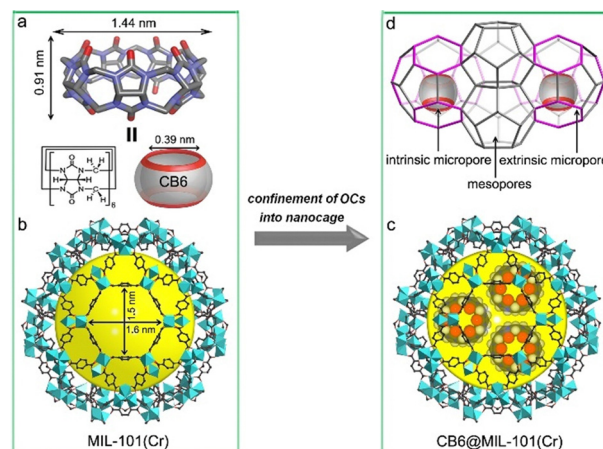 a
1.44 nm
0.91 nm
0.39 nm
CB6
O
N
N
C
H
H
H
H
N
N
C
H
H
O
6
b
1.5 nm
1.6 nm
MIL-101(Cr)
confinement of OCs
into nanocage
d
intrinsic micropore
extrinsic micropore
mesopores
c
CB6@MIL-101(Cr)